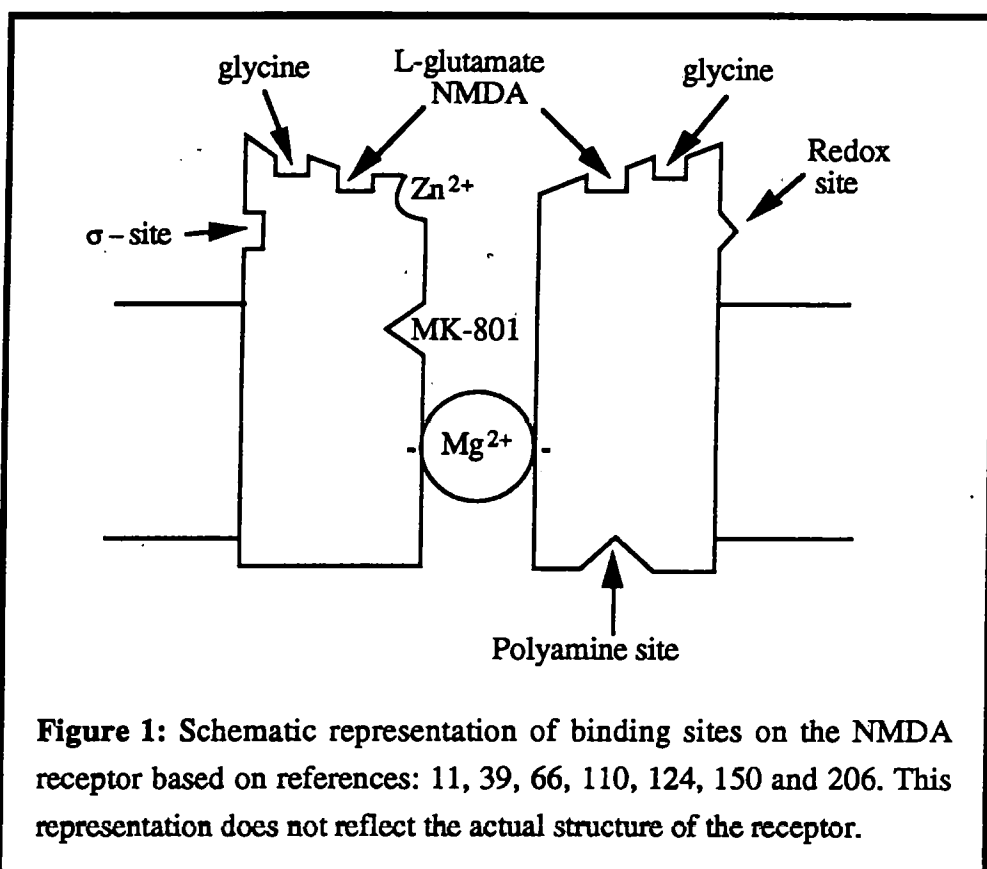 glycine
L-glutamate
NMDA
glycine
Redox
site
Zn2+
σ – site
MK-801
Mg2+
Polyamine site
Figure 1: Schematic representation of binding sites on the NMDA
receptor based on references: 11, 39, 66, 110, 124, 150 and 206. This
representation does not reflect the actual structure of the receptor.